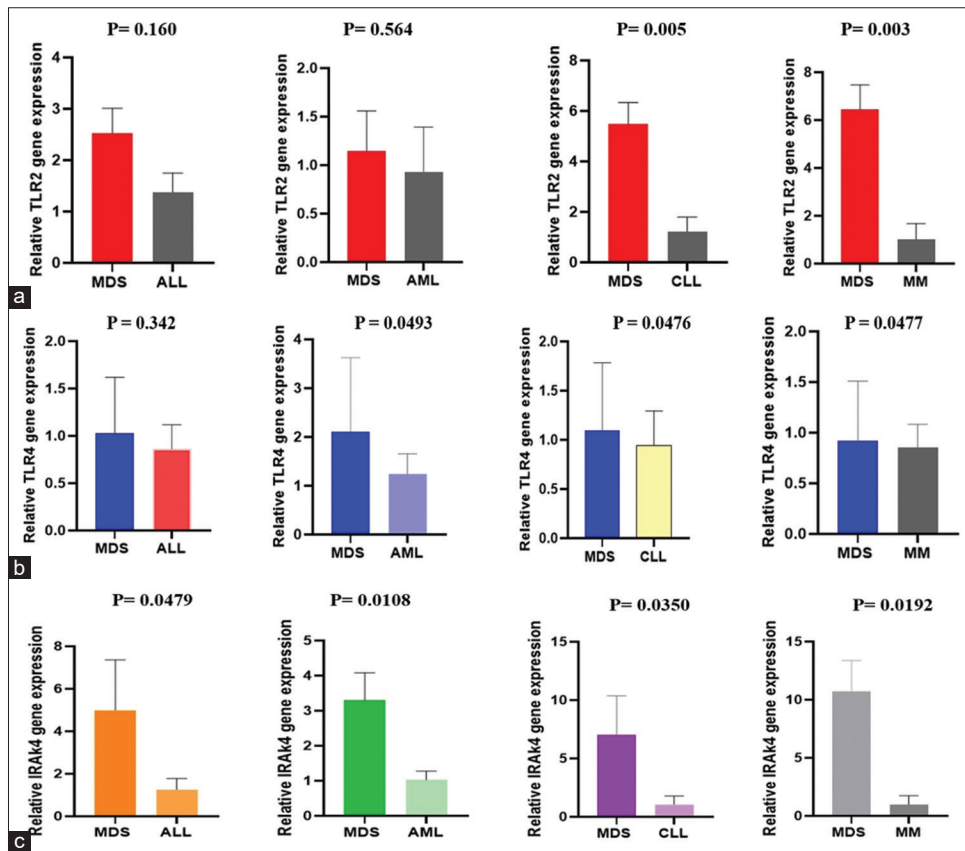 P= 0.160
Relative TLR2 gene expression
4
3
2
1
0
MDS ALL
P= 0.564
Relative TLR2 gene expression
2.0
1.5
1.0
0.5
0.0
MDS AML
P= 0.005
Relative TLR2 gene expression
8
6
4
2
0
MDS CLL
P= 0.003
Relative TLR2 gene expression
8
6
4
2
0
MDS MM
a
P = 0.342
Relative TLR4 gene expression
2.0
1.5
1.0
0.5
0.0
MDS ALL
P = 0.0493
Relative TLR4 gene expression
4
3
2
1
0
MDS AML
P = 0.0476
Relative TLR4 gene expression
2.0
1.5
1.0
0.5
0.0
MDS CLL
P = 0.0477
Relative TLR4 gene expression
2.0
1.5
1.0
0.5
0.0
MDS MM
b
P= 0.0479
Relative IRAk4 gene expression
8
6
4
2
0
MDS ALL
P= 0.0108
Relative IRAk4 gene expression
5
4
3
2
1
0
MDS AML
P= 0.0350
Relative IRAk4 gene expression
15
10
5
0
MDS CLL
P= 0.0192
Relative IRAk4 gene expression
15
10
5
0
MDS MM
c